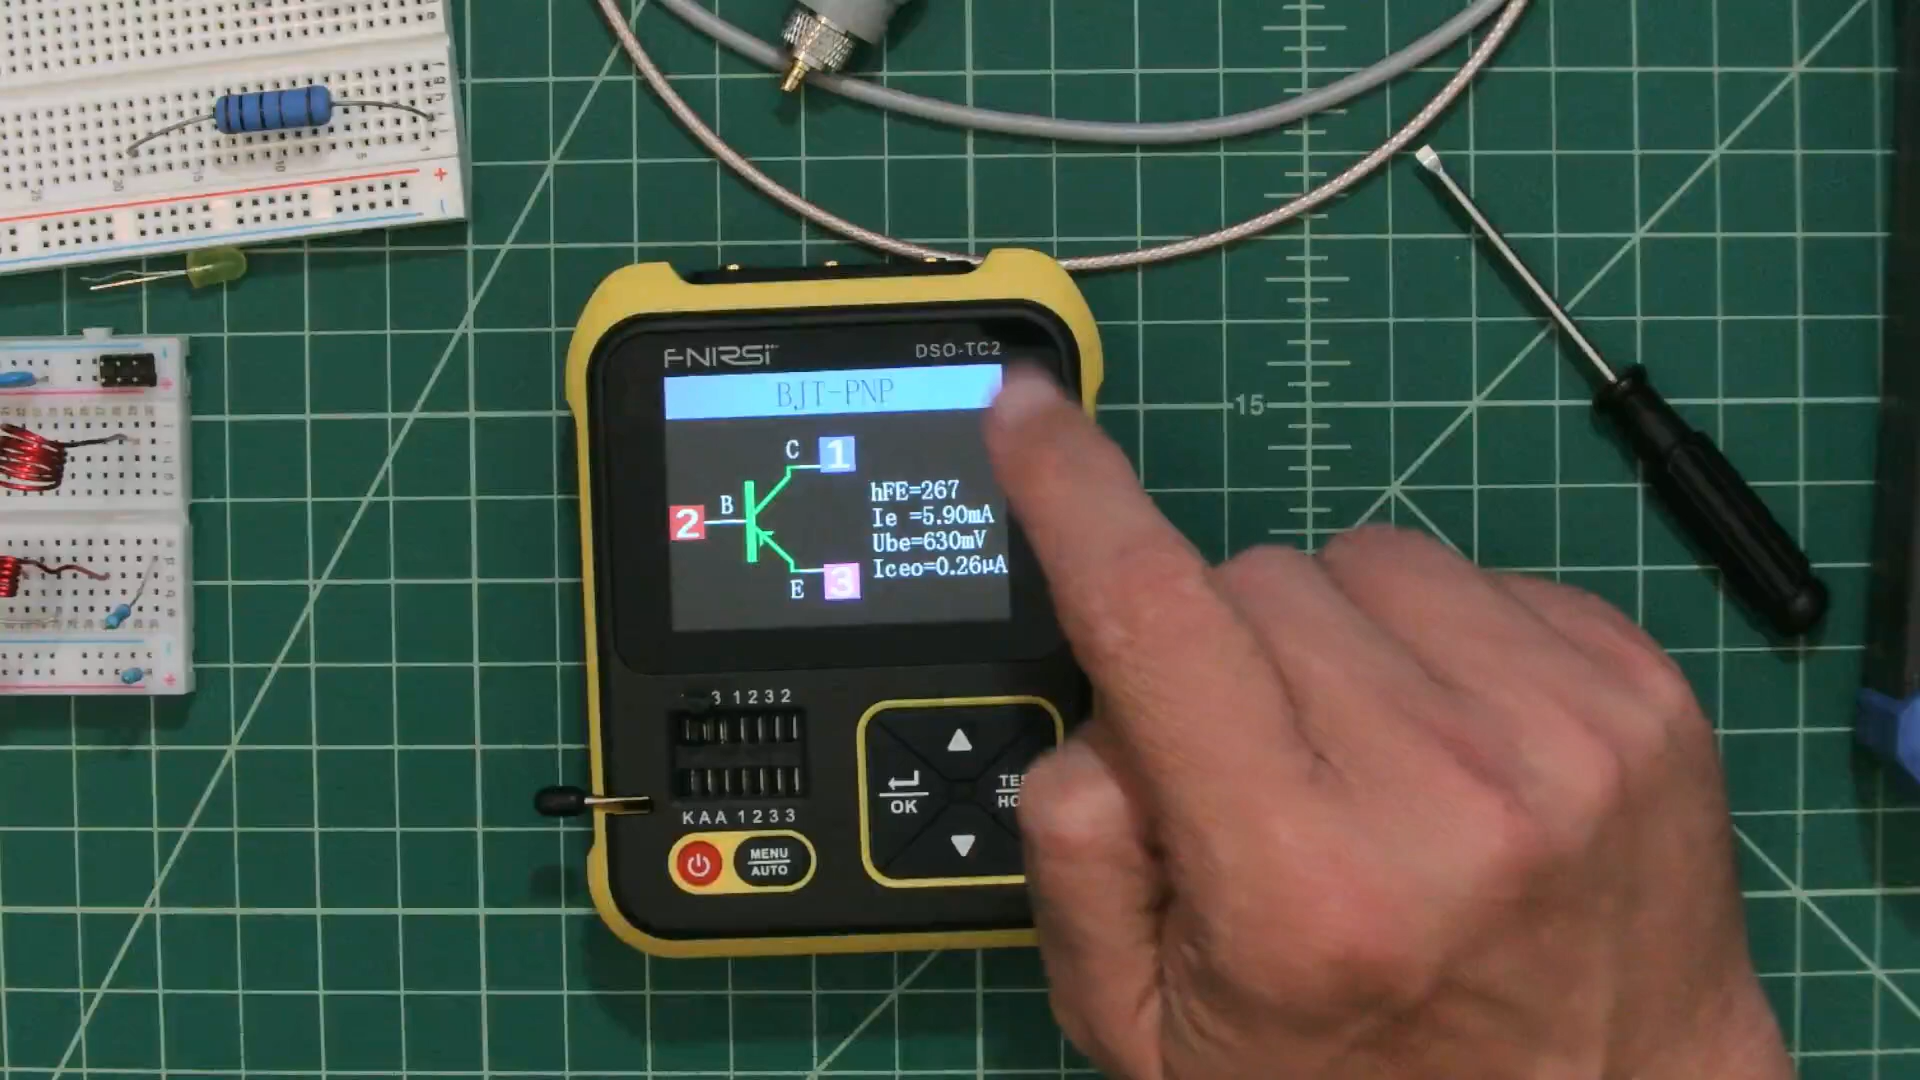 FNIRSI
DSO-TC2
BJT-PNP
C 1
B
2
E 3
hFE=267
Ie =5.90mA
Ube=630mV
Iceo=0.26µA
3 1 2 3 2
K A A 1 2 3 3
OK
MENU
AUTO
15